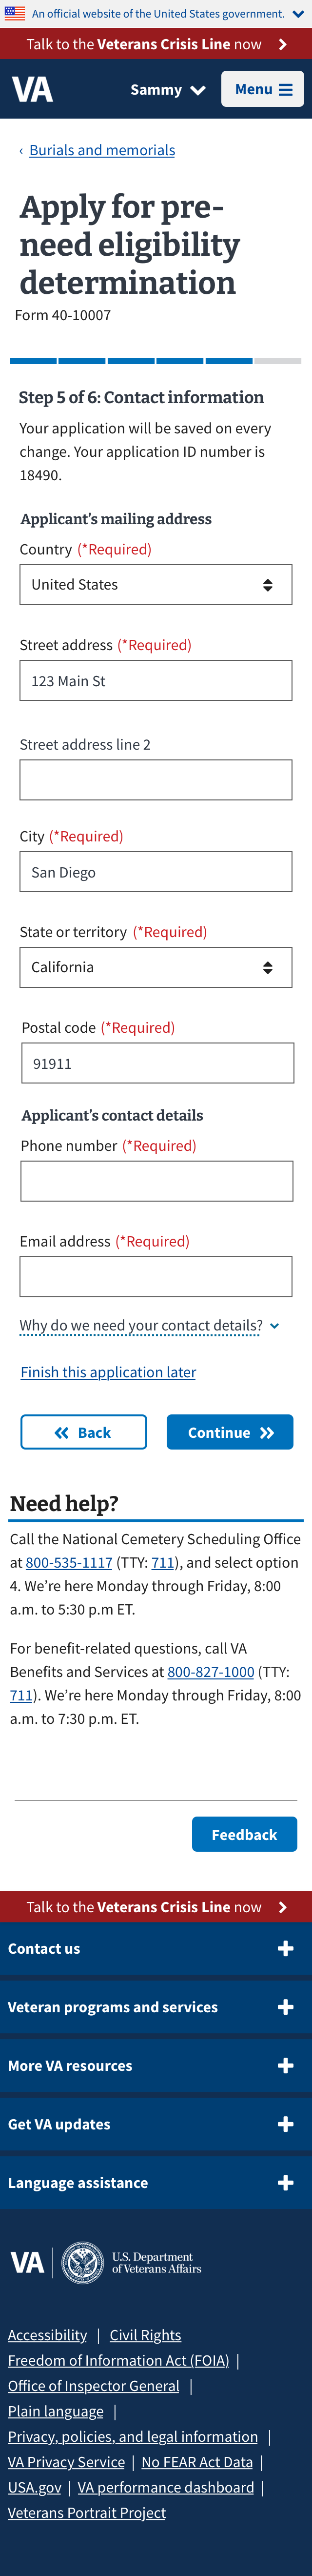 An official website of the United States government.
Talk to the Veterans Crisis Line now
VA
Sammy
Menu
‹ Burials and memorials
Apply for pre-
need eligibility
determination
Form 40-10007
Step 5 of 6: Contact information
Your application will be saved on every
change. Your application ID number is
18490.
Applicant’s mailing address
Country (*Required)
United States
Street address (*Required)
123 Main St
Street address line 2
City (*Required)
San Diego
State or territory (*Required)
California
Postal code (*Required)
91911
Applicant’s contact details
Phone number (*Required)
Email address (*Required)
Why do we need your contact details?
Finish this application later
Back
Continue
Need help?
Call the National Cemetery Scheduling Office
at 800-535-1117 (TTY: 711), and select option
4. We’re here Monday through Friday, 8:00
a.m. to 5:30 p.m ET.
For benefit-related questions, call VA
Benefits and Services at 800-827-1000 (TTY:
711). We’re here Monday through Friday, 8:00
a.m. to 7:30 p.m. ET.
Feedback
Talk to the Veterans Crisis Line now
Contact us
Veteran programs and services
More VA resources
Get VA updates
Language assistance
VA
U.S. Department
of Veterans Affairs
Accessibility | Civil Rights
Freedom of Information Act (FOIA) |
Office of Inspector General |
Plain language |
Privacy, policies, and legal information |
VA Privacy Service | No FEAR Act Data |
USA.gov | VA performance dashboard |
Veterans Portrait Project